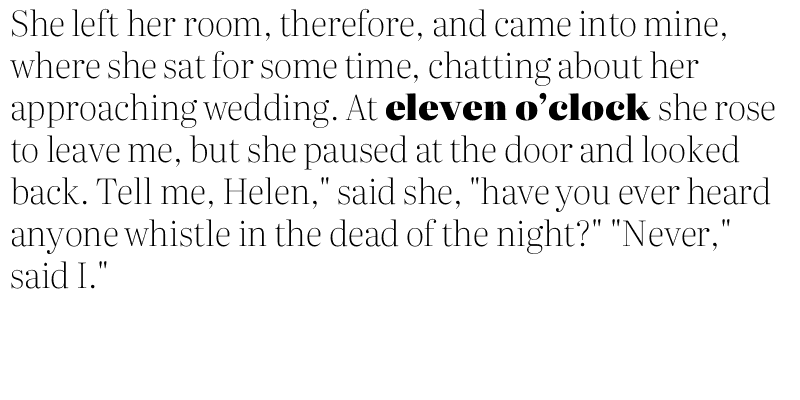 She left her room, therefore, and came into mine,
where she sat for some time, chatting about her
approaching wedding. At eleven o’clock she rose
to leave me, but she paused at the door and looked
back. Tell me, Helen," said she, "have you ever heard
anyone whistle in the dead of the night?" "Never,"
said I."